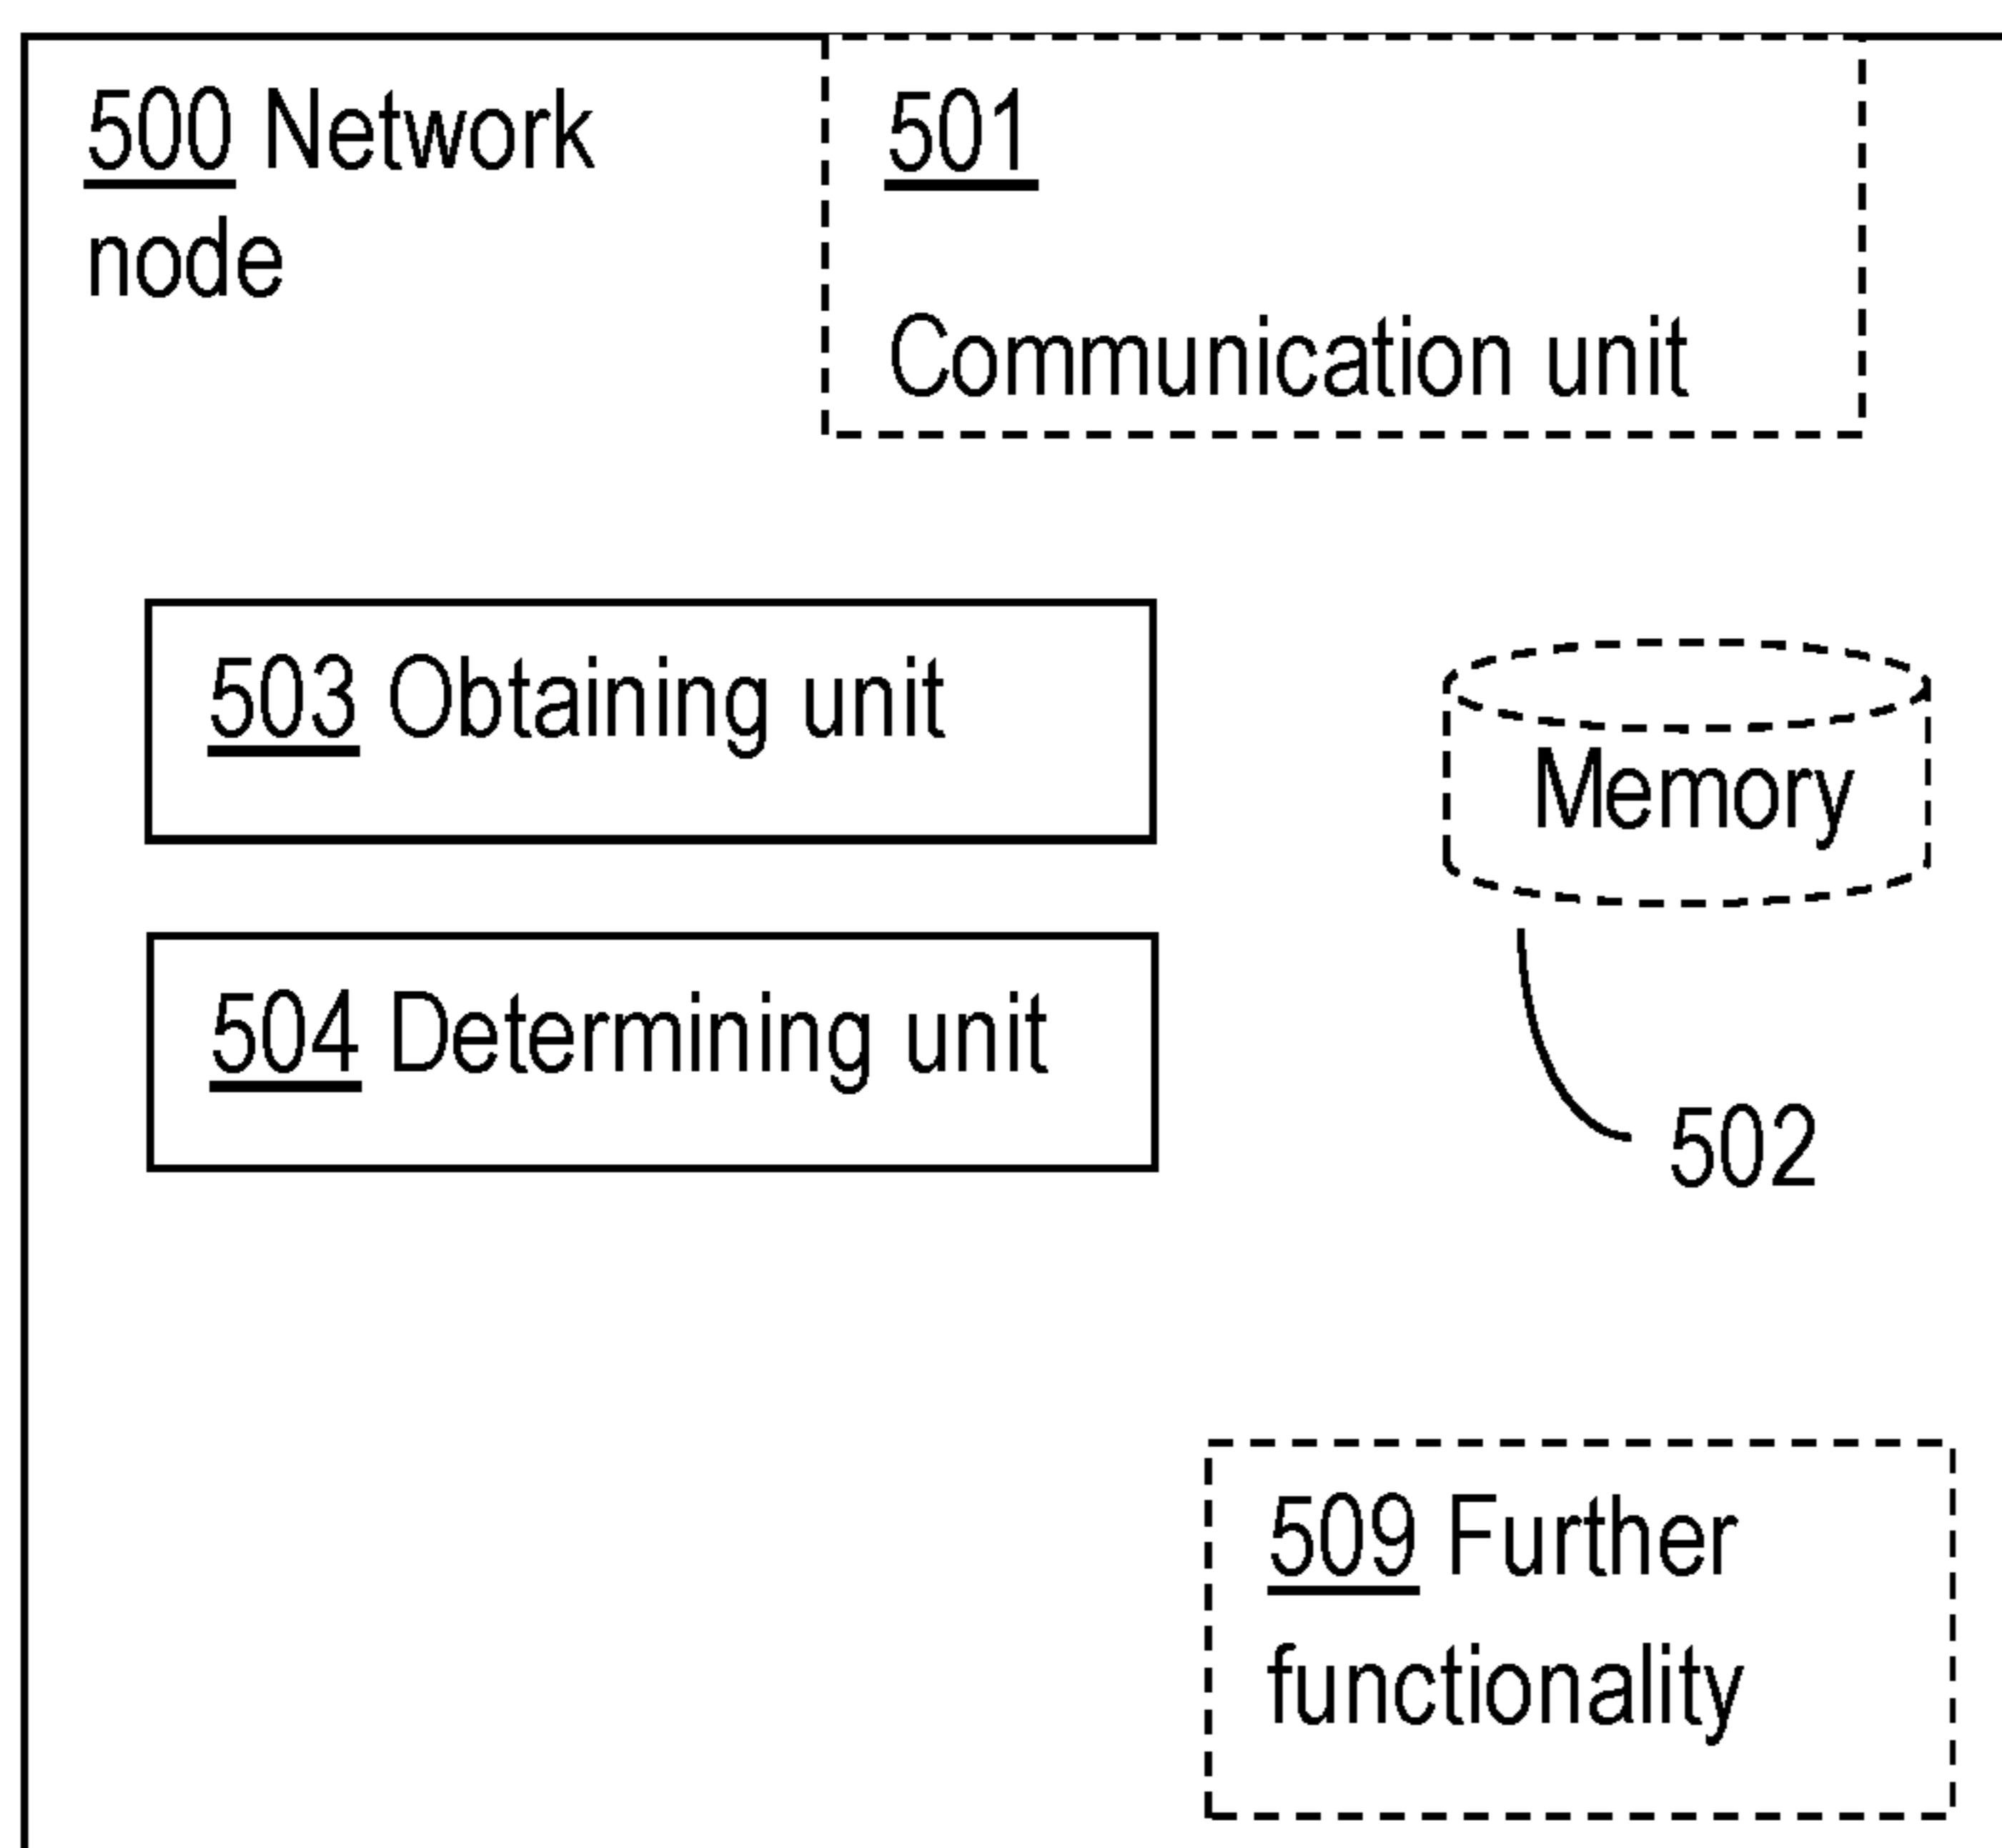 500 Network
node
501
Communication unit
503 Obtaining unit
Memory
504 Determining unit
502
509 Further
functionality